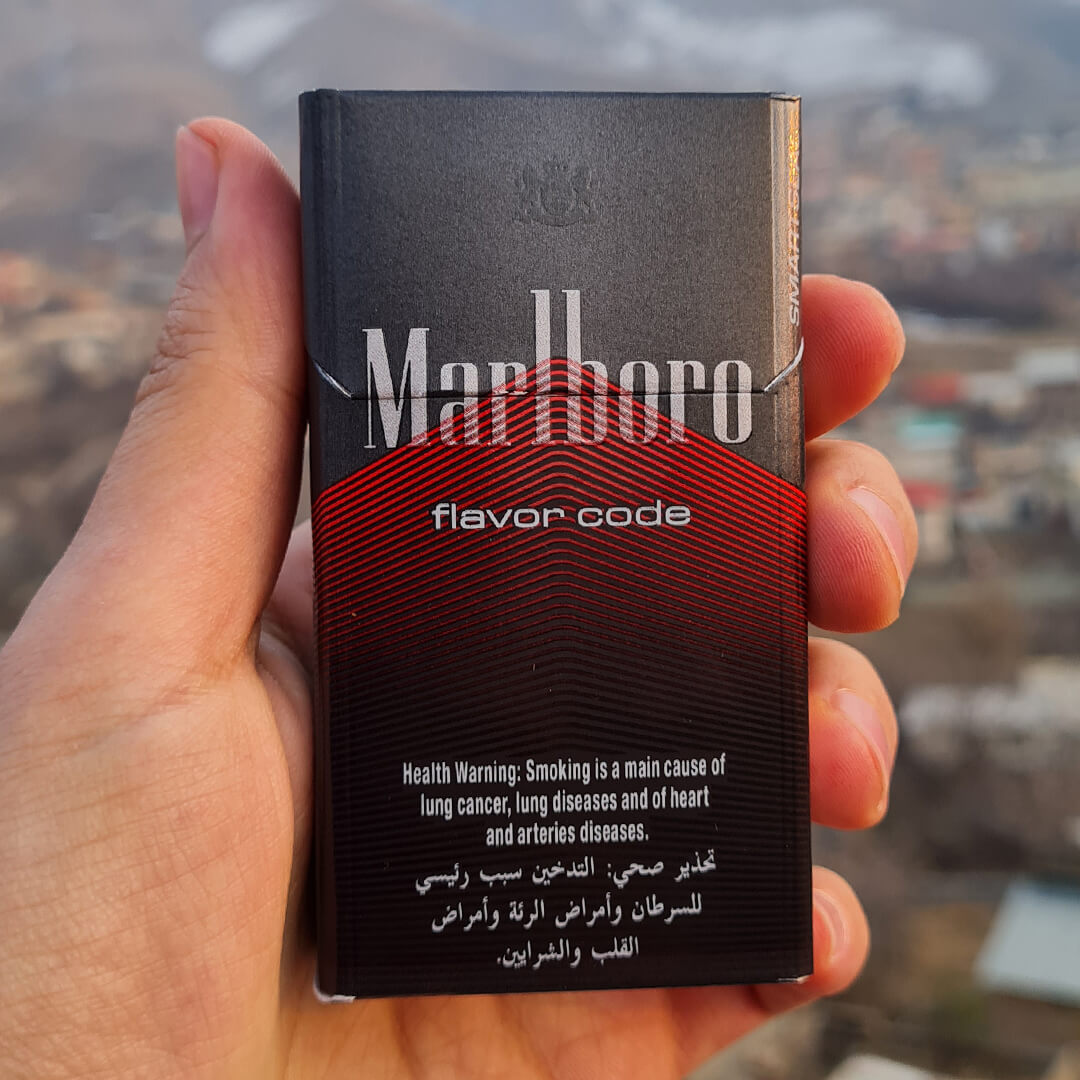 Marlboro
flavor code
Health Warning: Smoking is a main cause of
lung cancer, lung diseases and of heart
and arteries diseases.
تحذير صحي: التدخين سبب رئيسي
للسرطان وأمراض الرئة وأمراض
القلب والشرايين.